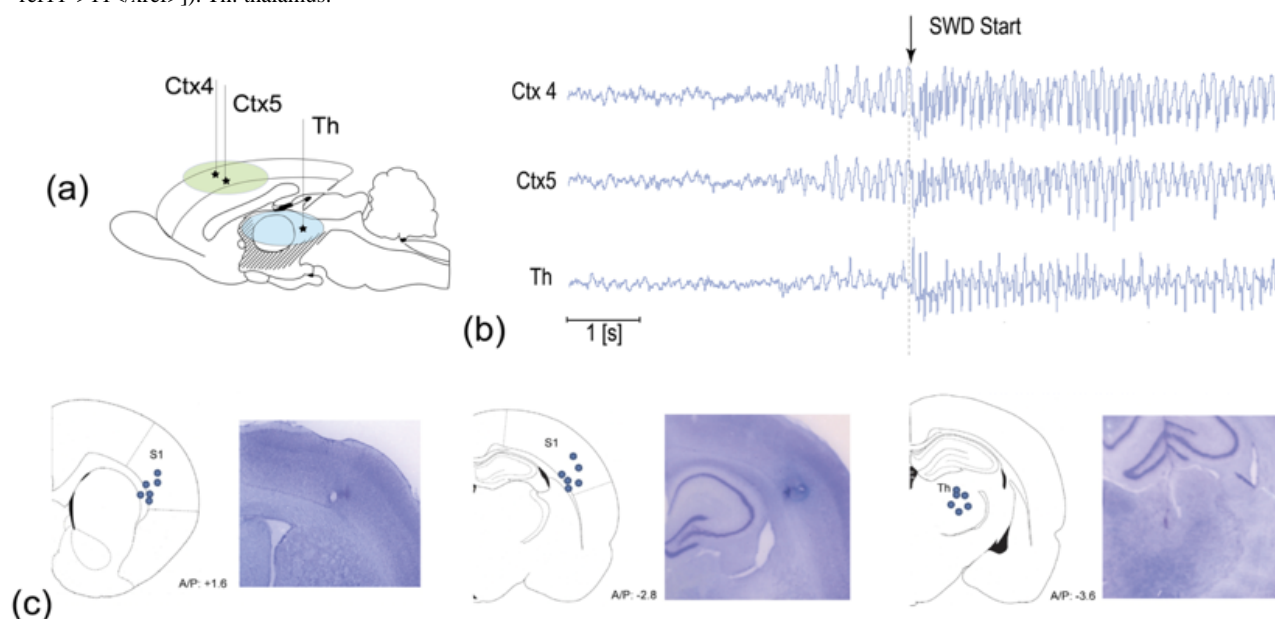 Th: thalamus.
SWD Start
Ctx4
Ctx5
Th
(a)
Ctx 4
Ctx5
Th
1 [s]
(b)
S1
A/P: +1.6
S1
A/P: -2.8
Th
A/P: -3.6
(c)